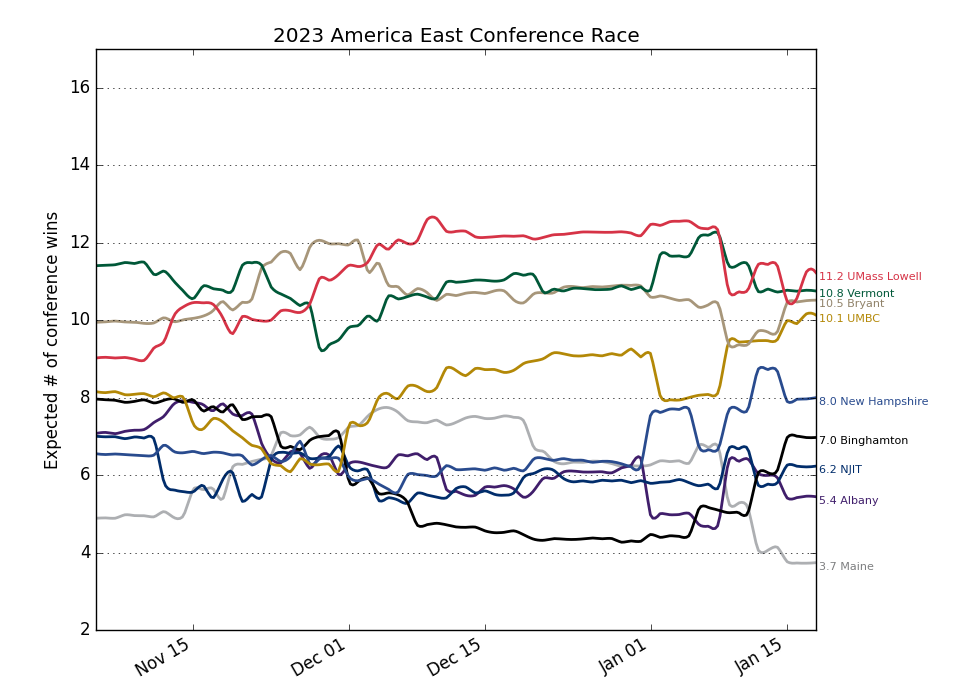 2023 America East Conference Race
Expected # of conference wins
16
14
12
10
8
6
4
2
Nov 15
Dec 01
Dec 15
Jan 01
Jan 15
11.2 UMass Lowell
10.8 Vermont
10.5 Bryant
10.1 UMBC
8.0 New Hampshire
7.0 Binghamton
6.2 NJIT
5.4 Albany
3.7 Maine